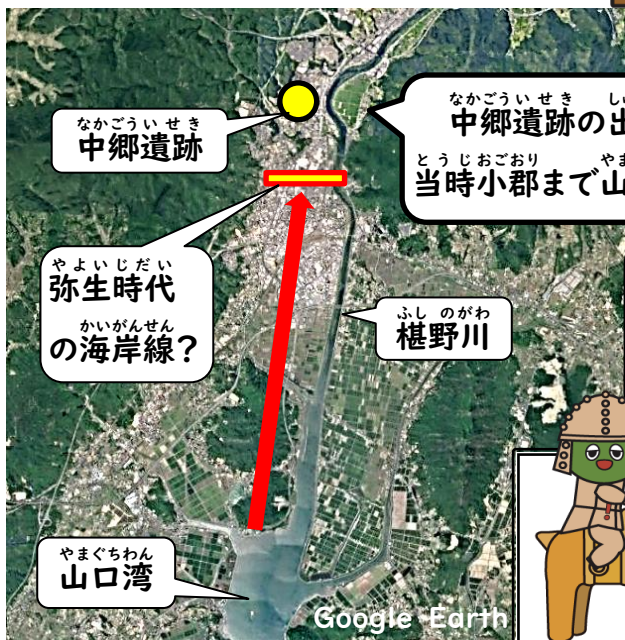 なかごういせき
中郷遺跡
なかごういせき
中郷遺跡の
とうじおごおり
当時小郡まで山
やよいじだい
弥生時代
かいがんせん
の海岸線?
ふしのがわ
椹野川
やまぐちわん
山口湾
Google Earth